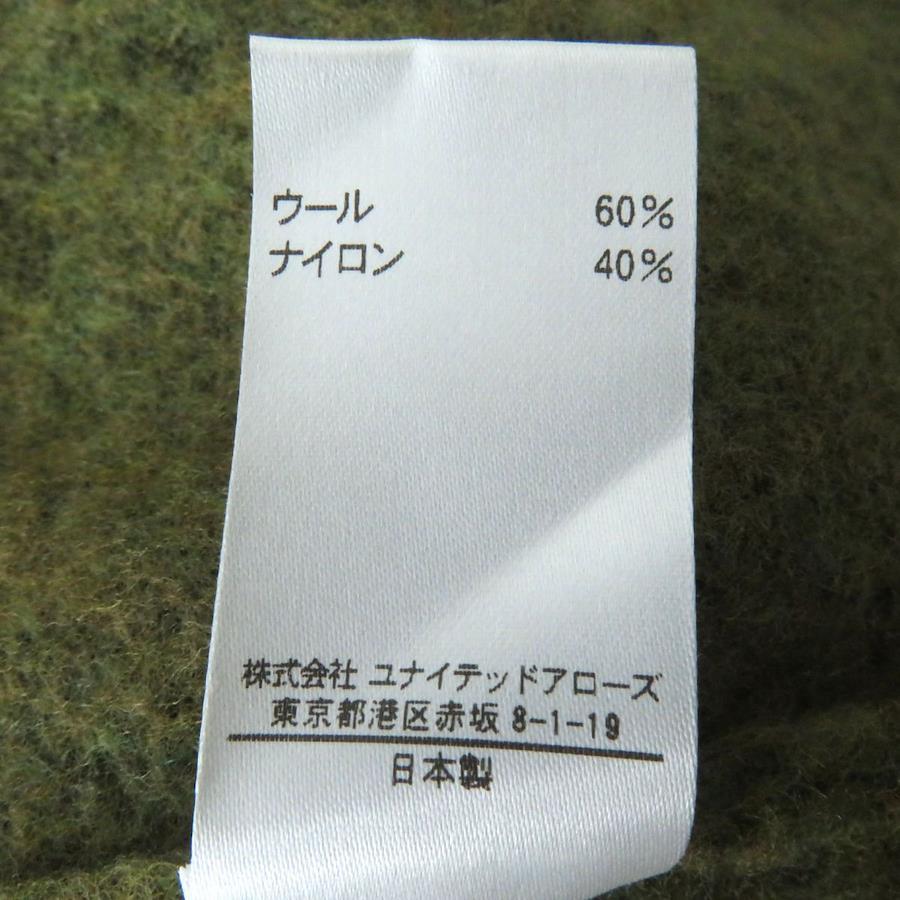 ウール 60%
ナイロン 40%
株式会社 ユナイテッドアローズ
東京都港区赤坂 8-1-19
日本製